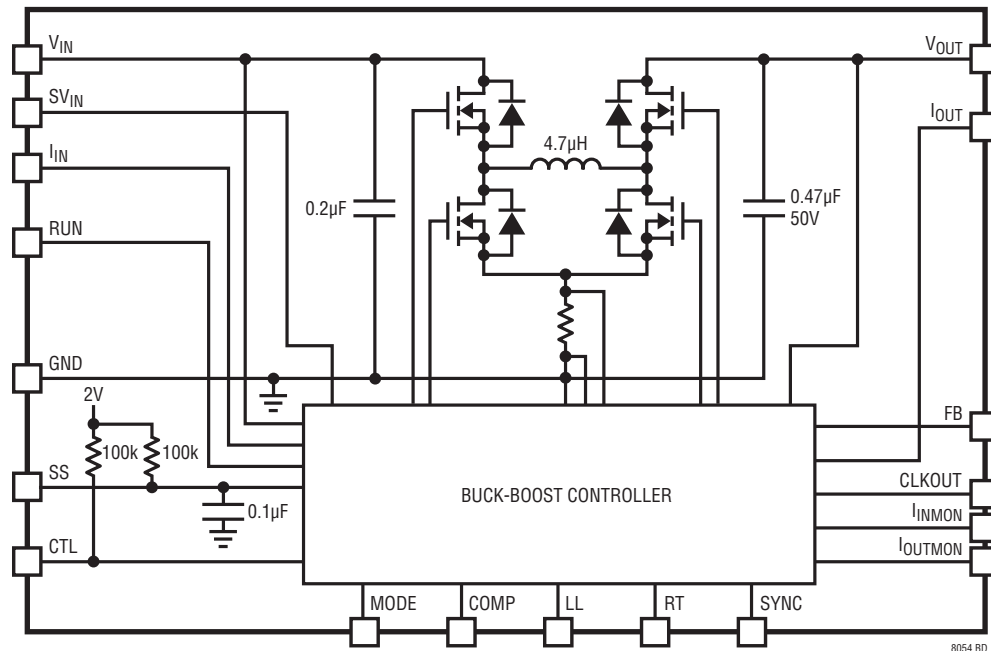 VIN
VOUT
SVIN
IOUT
IIN
4.7µH
0.2µF
0.47µF
50V
RUN
GND
2V
FB
100k
100k
SS
CLKOUT
BUCK-BOOST CONTROLLER
0.1µF
IINMON
CTL
IOUTMON
MODE
COMP
LL
RT
SYNC
8054 BD